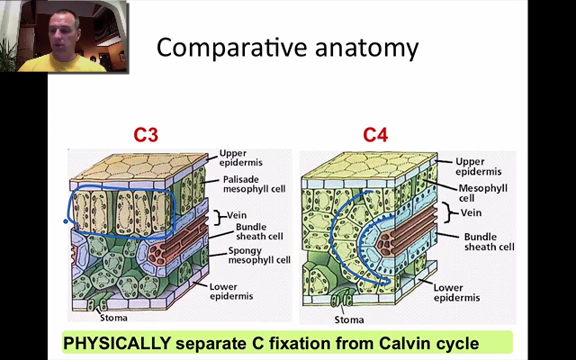 Comparative anatomy
C3
Upper
epidermis
Palisade
mesophyll cell
Vein
Bundle
sheath cell
Spongy
mesophyll cell
Lower
epidermis
Stoma
C4
Upper
epidermis
Mesophyll
cell
Vein
Bundle
sheath cell
Lower
epidermis
Stoma
PHYSICALLY separate C fixation from Calvin cycle